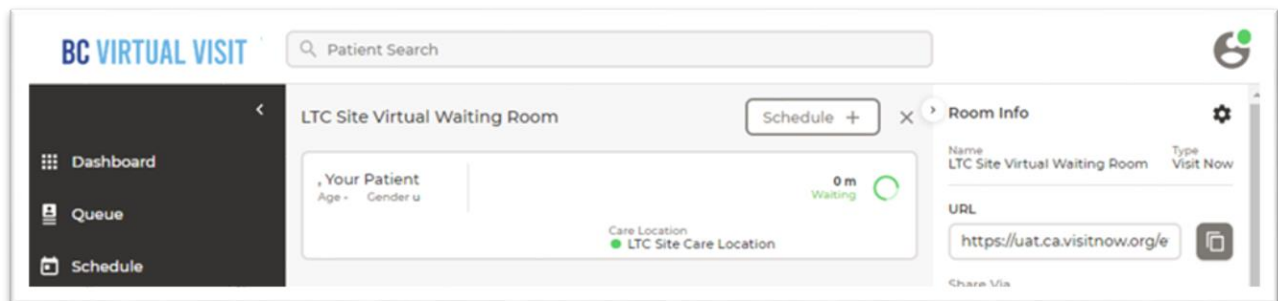 BC VIRTUAL VISIT
Patient Search
Dashboard
Queue
Schedule
LTC Site Virtual Waiting Room
Schedule +
, Your Patient
Age - Gender u
0 m
Waiting
Care Location
LTC Site Care Location
Room Info
Name
LTC Site Virtual Waiting Room
Type
Visit Now
URL
https://uat.ca.visitnow.org/e
Share Via